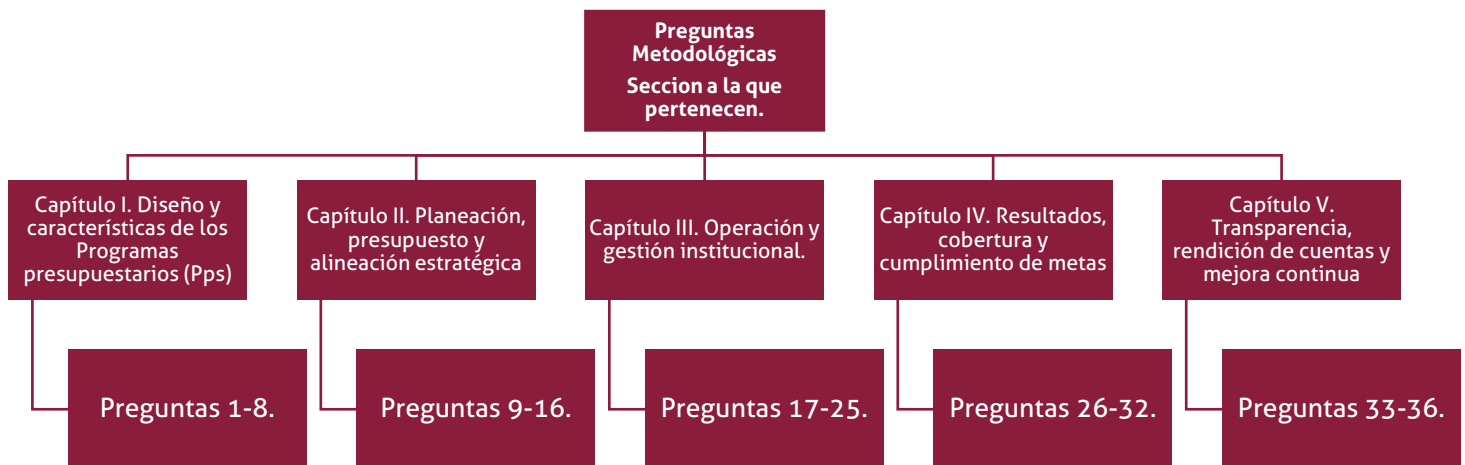 Preguntas
Metodológicas
Seccion a la que
pertenecen.
Capítulo I. Diseño y
características de los
Programas
presupuestarios (Pps)
Capítulo II. Planeación,
presupuesto y
alineación estratégica
Capítulo III. Operación y
gestión institucional.
Capítulo IV. Resultados,
cobertura y
cumplimiento de metas
Capítulo V.
Transparencia,
rendición de cuentas y
mejora continua
Preguntas 1-8.
Preguntas 9-16.
Preguntas 17-25.
Preguntas 26-32.
Preguntas 33-36.